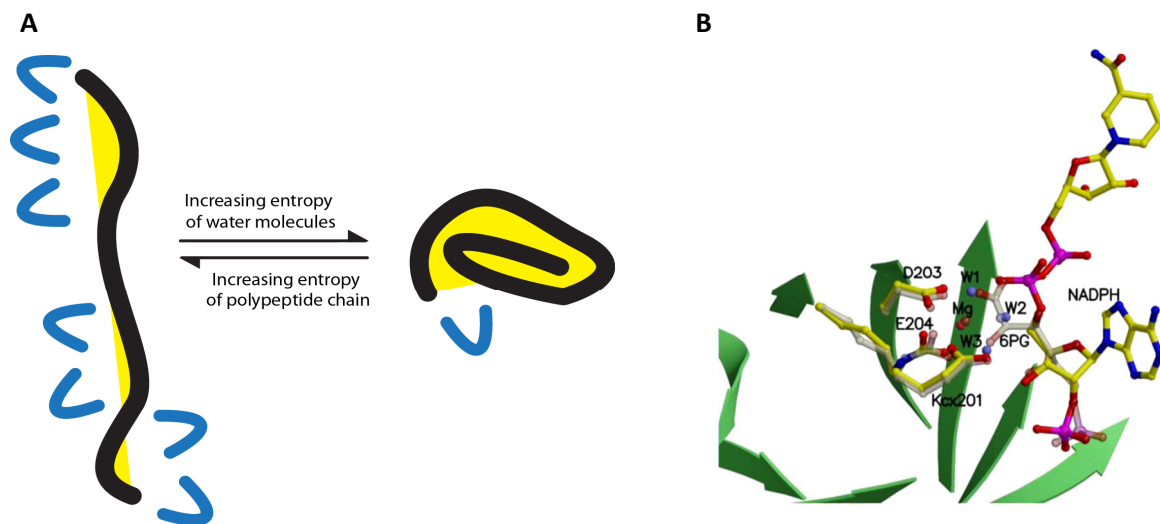 A
B
Increasing entropy
of water molecules
Increasing entropy
of polypeptide chain
D203
W1
Mg
W2
NADPH
E204
W3
6PG
Kcx201